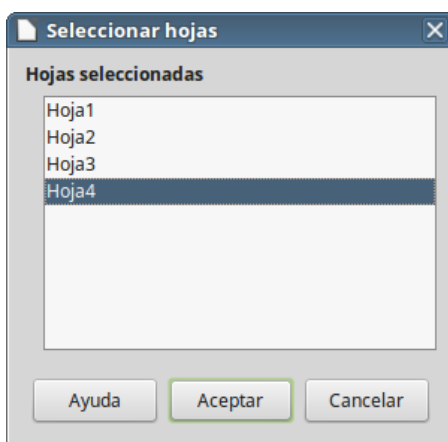 Seleccionar hojas
Hojas seleccionadas
Hoja1
Hoja2
Hoja3
Hoja4
Ayuda Aceptar Cancelar